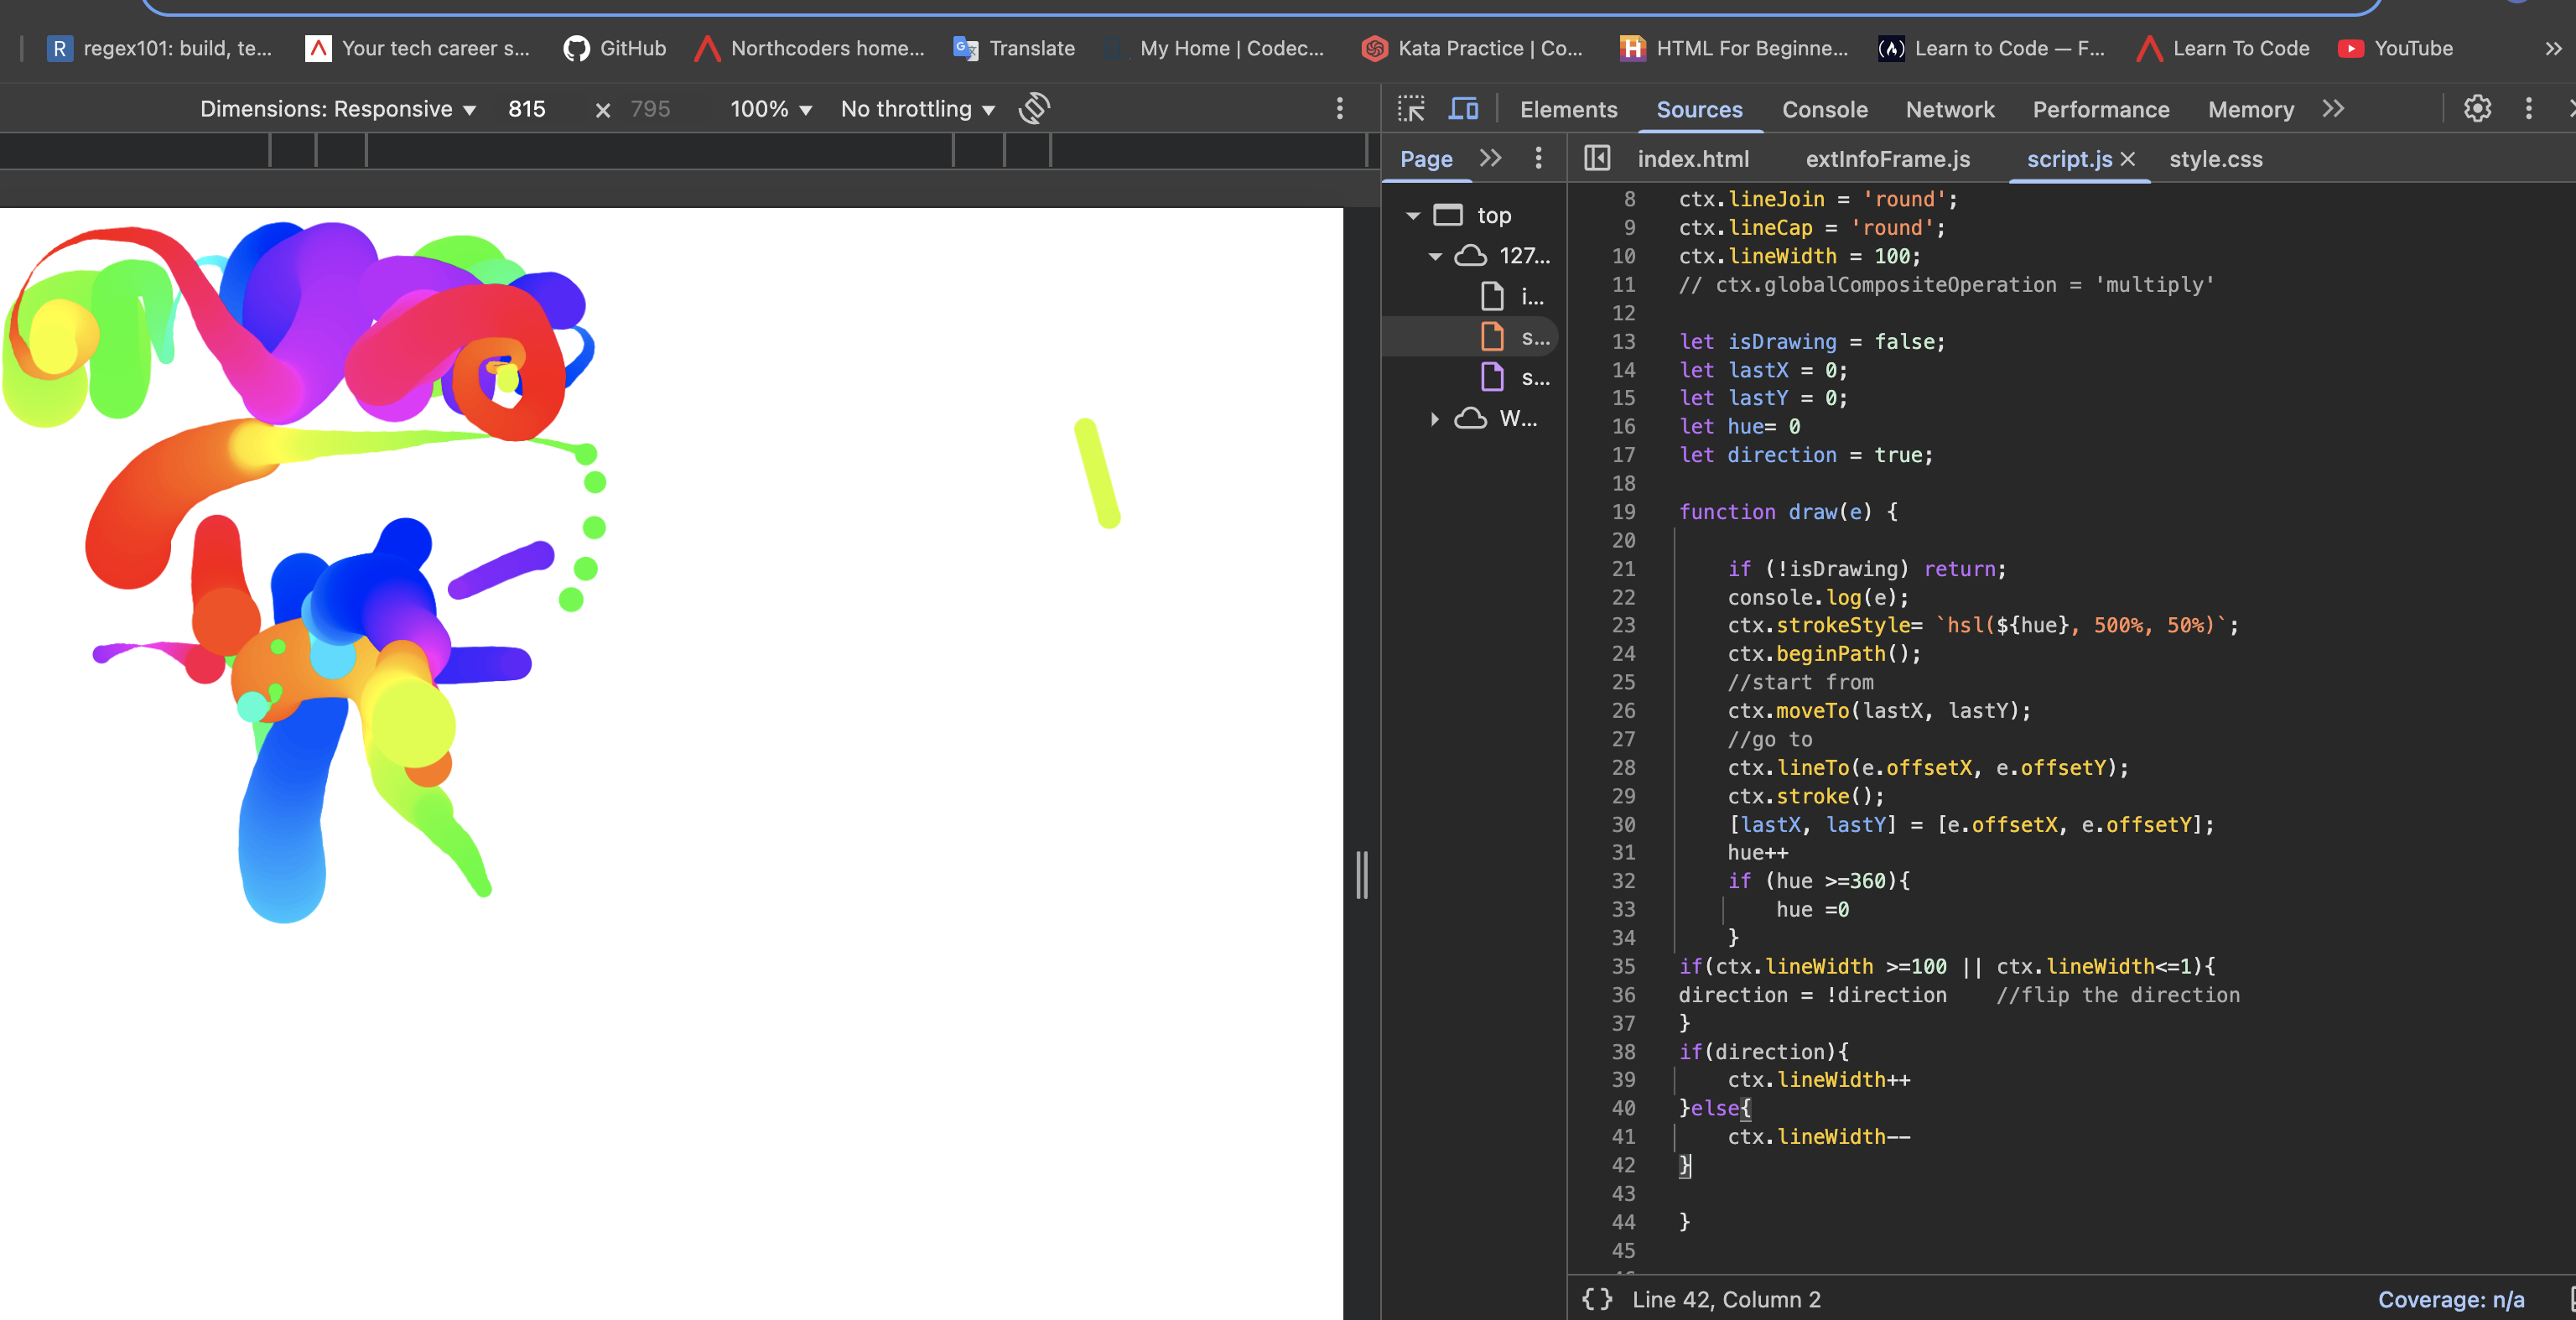 regex101: build, te... Your tech career s... GitHub Northcoders home... Translate My Home | Codec... Kata Practice | Co... HTML For Beginne... Learn to Code — F... Learn To Code YouTube
Dimensions: Responsive 815 × 795 100% No throttling
Elements Sources Console Network Performance Memory
Page
index.html extInfoFrame.js script.js style.css
top
127...
i...
s...
s...
W...
8 ctx.lineJoin = 'round';
9 ctx.lineCap = 'round';
10 ctx.lineWidth = 100;
11 // ctx.globalCompositeOperation = 'multiply'
12
13 let isDrawing = false;
14 let lastX = 0;
15 let lastY = 0;
16 let hue= 0
17 let direction = true;
18
19 function draw(e) {
20
21 if (!isDrawing) return;
22 console.log(e);
23 ctx.strokeStyle= `hsl(${hue}, 500%, 50%)`;
24 ctx.beginPath();
25 //start from
26 ctx.moveTo(lastX, lastY);
27 //go to
28 ctx.lineTo(e.offsetX, e.offsetY);
29 ctx.stroke();
30 [lastX, lastY] = [e.offsetX, e.offsetY];
31 hue++
32 if (hue >=360){
33 hue =0
34 }
35 if(ctx.lineWidth >=100 || ctx.lineWidth<=1){
36 direction = !direction //flip the direction
37 }
38 if(direction){
39 ctx.lineWidth++
40 }else{
41 ctx.lineWidth--
42 }
43
44 }
45
{} Line 42, Column 2 Coverage: n/a